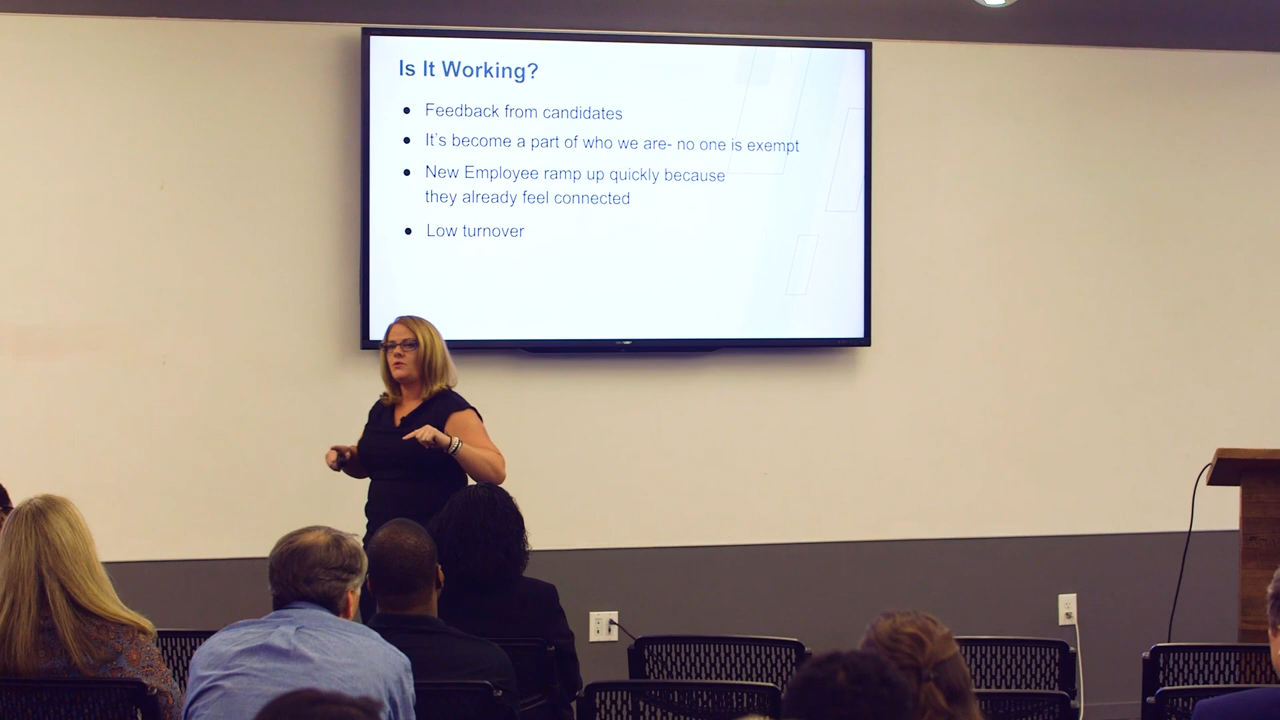 Is It Working?
● Feedback from candidates
● It's become a part of who we are- no one is exempt
● New Employee ramp up quickly because
they already feel connected
● Low turnover